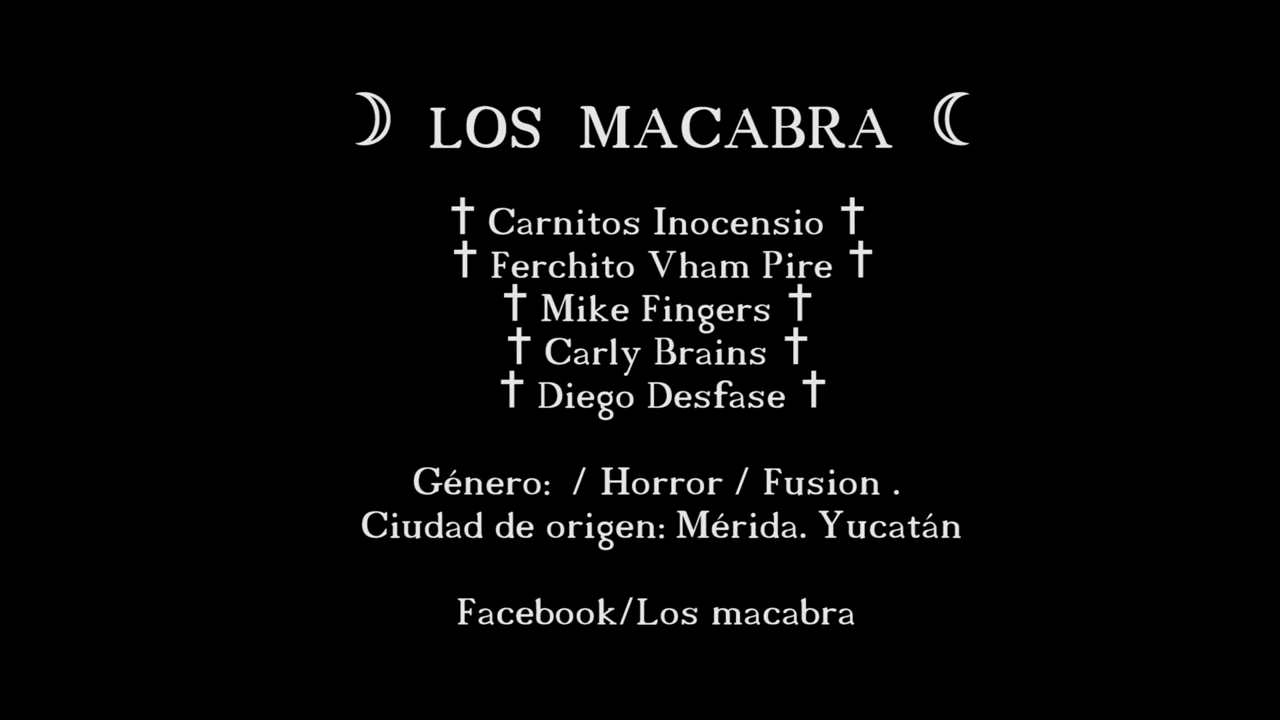 ☽ LOS MACABRA ☾
† Carnitos Inocensio †
† Ferchito Vham Pire †
† Mike Fingers †
† Carly Brains †
† Diego Desfase †
Género: / Horror / Fusion .
Ciudad de origen: Mérida. Yucatán
Facebook/Los macabra